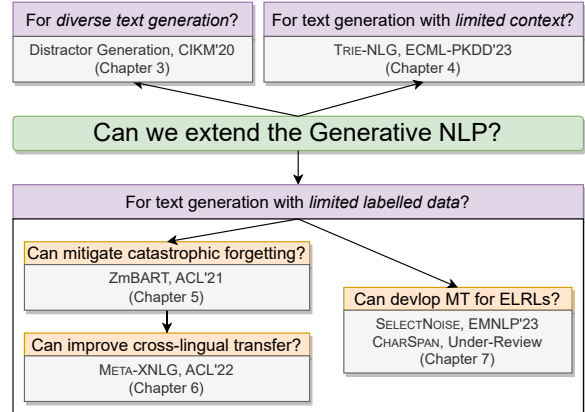 For diverse text generation?
Distractor Generation, CIKM'20
(Chapter 3)
For text generation with limited context?
TRIE-NLG, ECML-PKDD'23
(Chapter 4)
Can we extend the Generative NLP?
For text generation with limited labelled data?
Can mitigate catastrophic forgetting?
ZmBART, ACL'21
(Chapter 5)
Can improve cross-lingual transfer?
META-XNLG, ACL'22
(Chapter 6)
Can devlop MT for ELRLs?
SELECTNOISE, EMNLP'23
CHARSPAN, Under-Review
(Chapter 7)